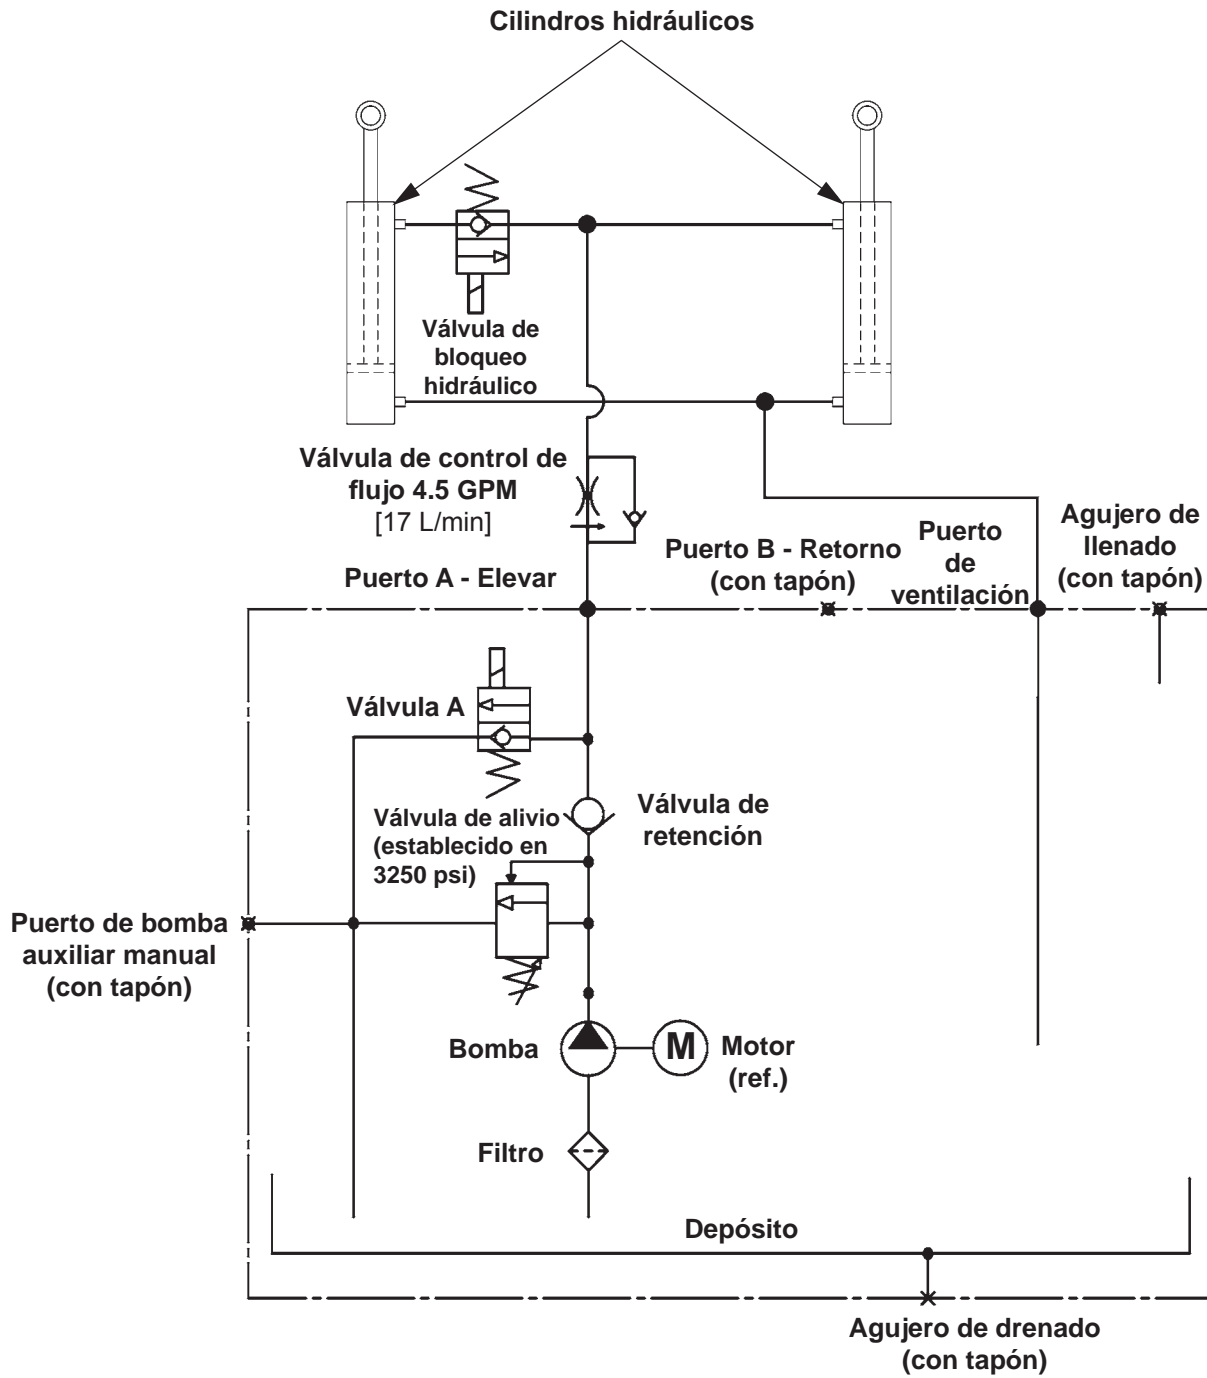 Cilindros hidráulicos
Válvula de
bloqueo
hidráulico
Válvula de control de
flujo 4.5 GPM
[17 L/min]
Puerto A - Elevar
Puerto B - Retorno
(con tapón)
Puerto
de
ventilación
Agujero de
llenado
(con tapón)
Válvula A
Válvula de alivio
(establecido en
3250 psi)
Válvula de
retención
Puerto de bomba
auxiliar manual
(con tapón)
Bomba
M
Motor
(ref.)
Filtro
Depósito
Agujero de drenado
(con tapón)